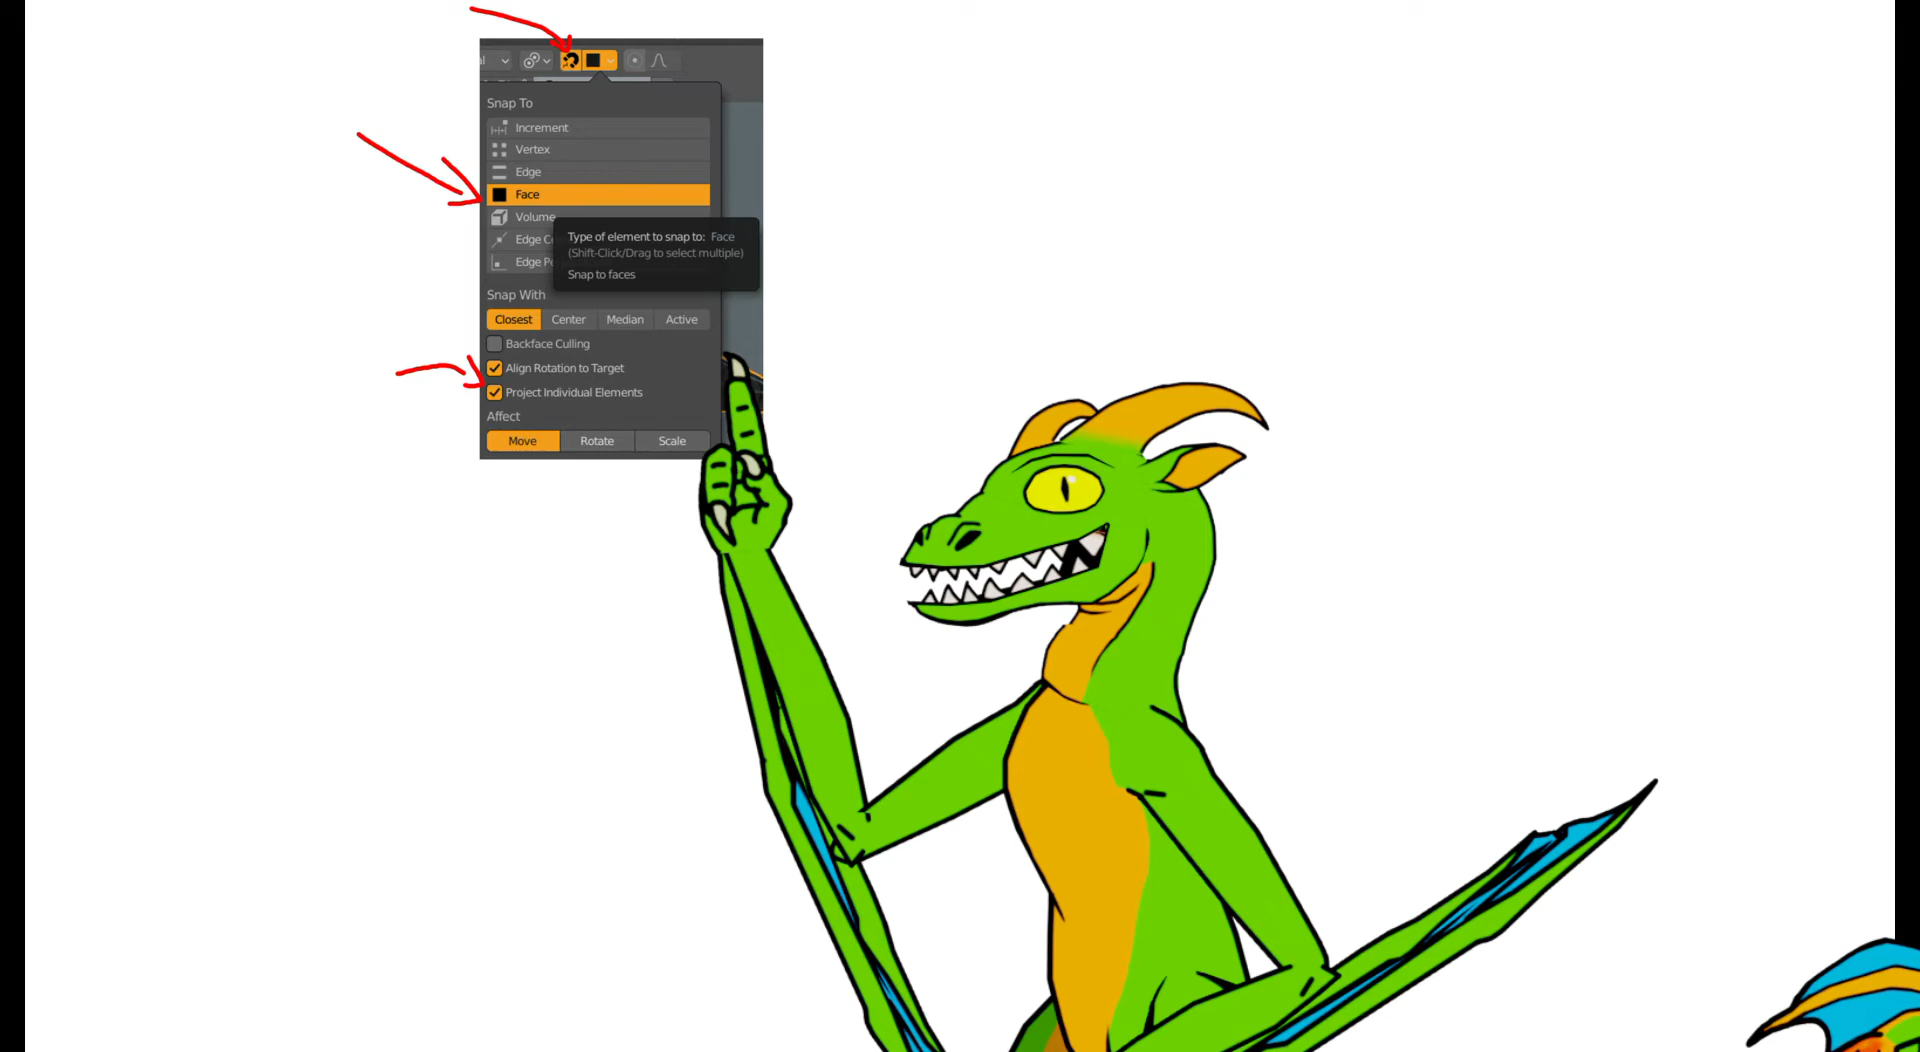 Snap To
Increment
Vertex
Edge
Face
Volume
Type of element to snap to: Face
Edge
(Shift-Click/Drag to select multiple)
Edge
Snap to faces
Snap With
Closest Center Median Active
Backface Culling
Align Rotation to Target
Project Individual Elements
Affect
Move Rotate Scale